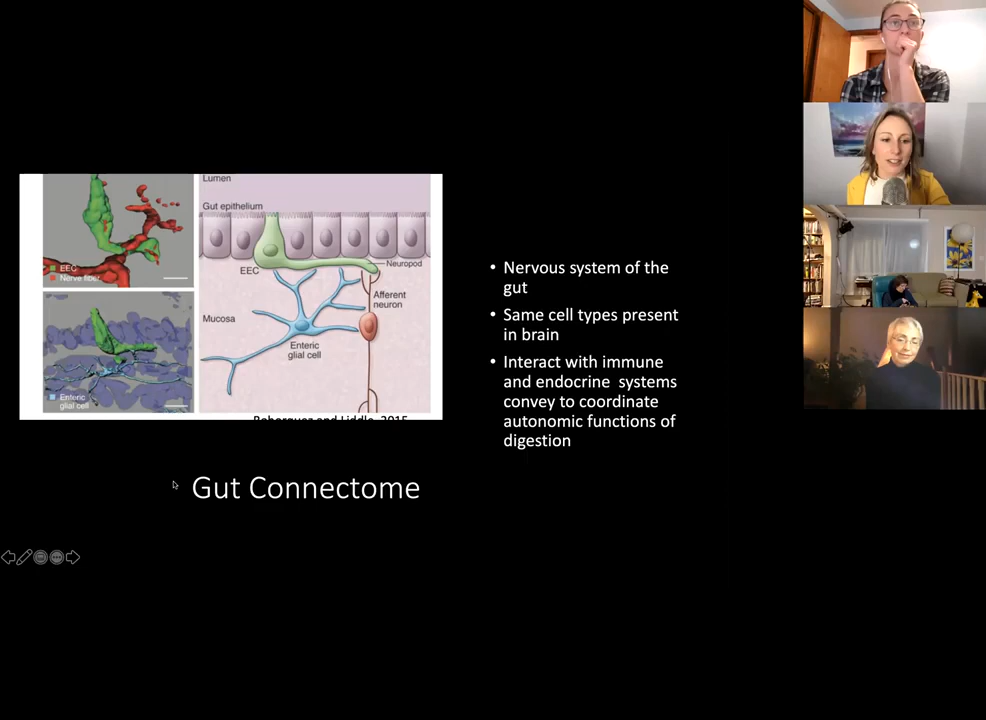 Lumen
Gut epithelium
EEC
Nerve fiber
EEC
Neuropod
Afferent
neuron
Mucosa
Enteric
glial cell
Enteric
glial cell
and Liddle, 2015
• Nervous system of the
gut
• Same cell types present
in brain
• Interact with immune
and endocrine systems
convey to coordinate
autonomic functions of
digestion
Gut Connectome